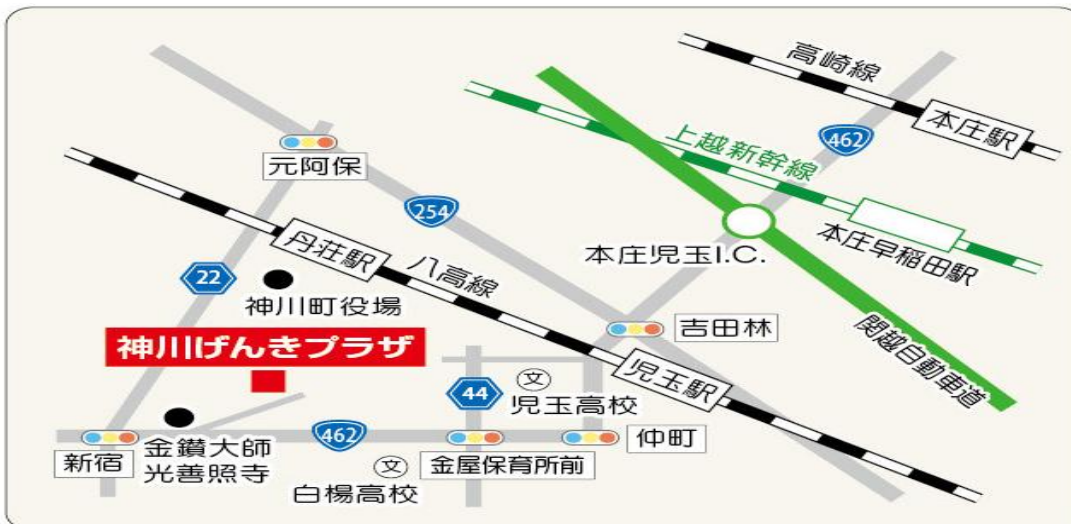 高崎線
本庄駅
462
上越新幹線
元阿保
254
本庄早稲田駅
丹荘駅
本庄児玉I.C.
八高線
22
神川町役場
吉田林
関越自動車道
神川げんきプラザ
児玉駅
文
44
児玉高校
462
仲町
新宿
金鑚大師
光善照寺
文
金屋保育所前
白楊高校